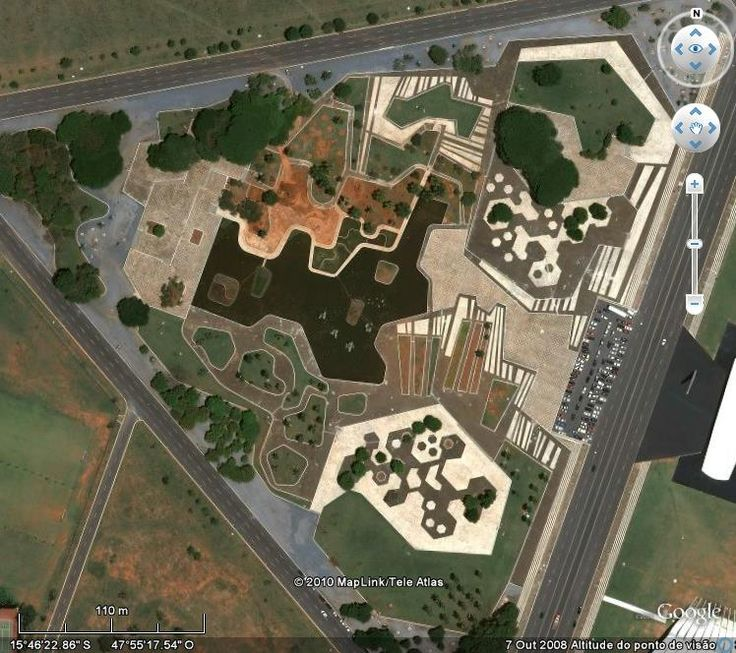 N
© 2010 MapLink/Tele Atlas
110 m
Google
15°46'22.86" S 47°55'17.54" O 7 Out 2008 Altitude do ponto de visão